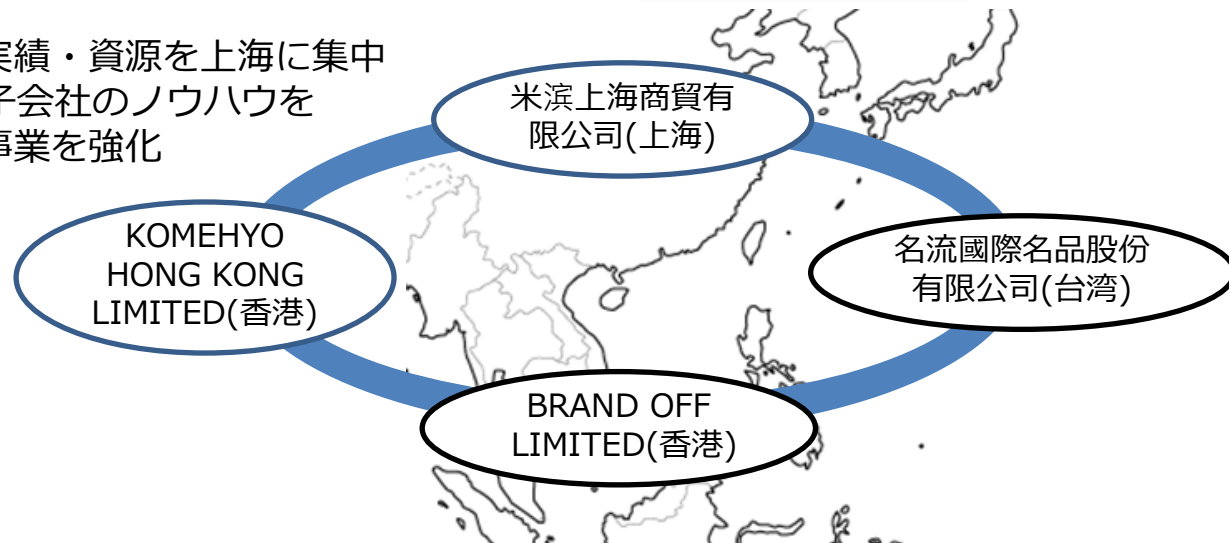 実績・資源を上海に集中
子会社のノウハウを
事業を強化
米滨上海商貿有
限公司(上海)
KOMEHYO
HONG KONG
LIMITED(香港)
名流國際名品股份
有限公司(台湾)
BRAND OFF
LIMITED(香港)